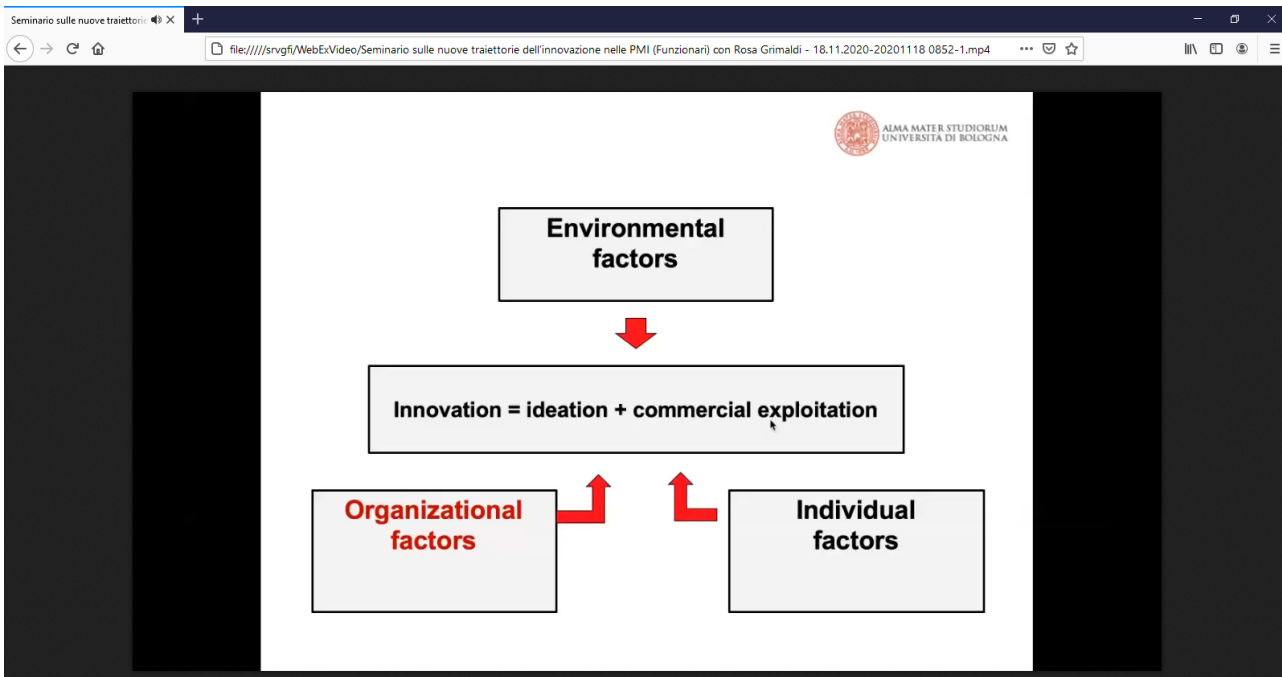 Seminario sulle nuove traiettorie
file://///srvgfi/WebExVideo/Seminario sulle nuove traiettorie dell'innovazione nelle PMI (Funzionari) con Rosa Grimaldi - 18.11.2020-20201118 0852-1.mp4
ALMA MATER STUDIORUM
UNIVERSITÀ DI BOLOGNA
Environmental
factors
Innovation = ideation + commercial exploitation
Organizational
factors
Individual
factors